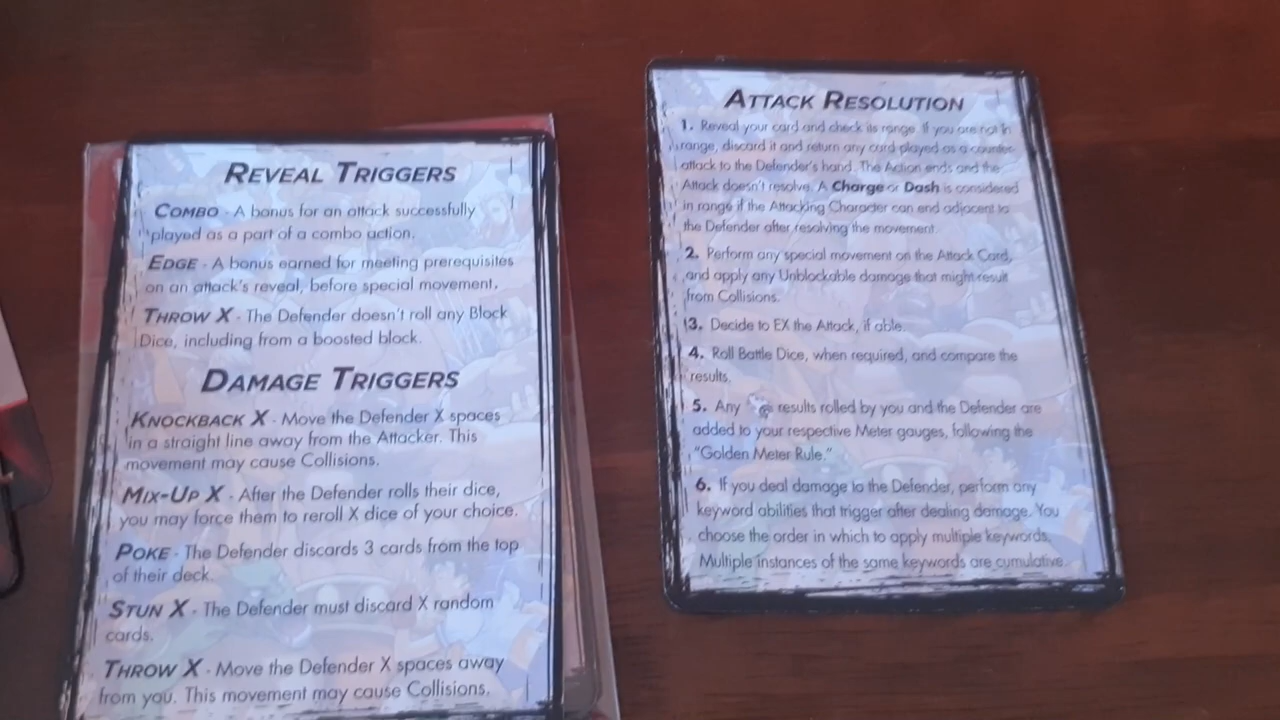 REVEAL TRIGGERS
COMBO - A bonus for an attack successfully
played as a part of a combo action.
EDGE - A bonus earned for meeting prerequisites
on an attack's reveal, before special movement.
THROW X - The Defender doesn't roll any Block
Dice, including from a boosted block.
DAMAGE TRIGGERS
KNOCKBACK X - Move the Defender X spaces
in a straight line away from the Attacker. This
movement may cause Collisions.
MIX-UP X - After the Defender rolls their dice,
you may force them to reroll X dice of your choice.
POKE - The Defender discards 3 cards from the top
of their deck.
STUN X - The Defender must discard X random
cards.
THROW X - Move the Defender X spaces away
from you. This movement may cause Collisions.
ATTACK RESOLUTION
1. Reveal your card and check its range. If you are not in
range, discard it and return any card played as a counter-
attack to the Defender's hand. The Action ends and the
Attack doesn't resolve. A Charge or Dash is considered
in range if the Attacking Character can end adjacent to
the Defender after resolving the movement.
2. Perform any special movement on the Attack Card,
and apply any Unblockable damage that might result
from Collisions.
3. Decide to EX the Attack, if able.
4. Roll Battle Dice, when required, and compare the
results.
5. Any results rolled by you and the Defender are
added to your respective Meter gauges, following the
"Golden Meter Rule."
6. If you deal damage to the Defender, perform any
keyword abilities that trigger after dealing damage. You
choose the order in which to apply multiple keywords.
Multiple instances of the same keywords are cumulative.